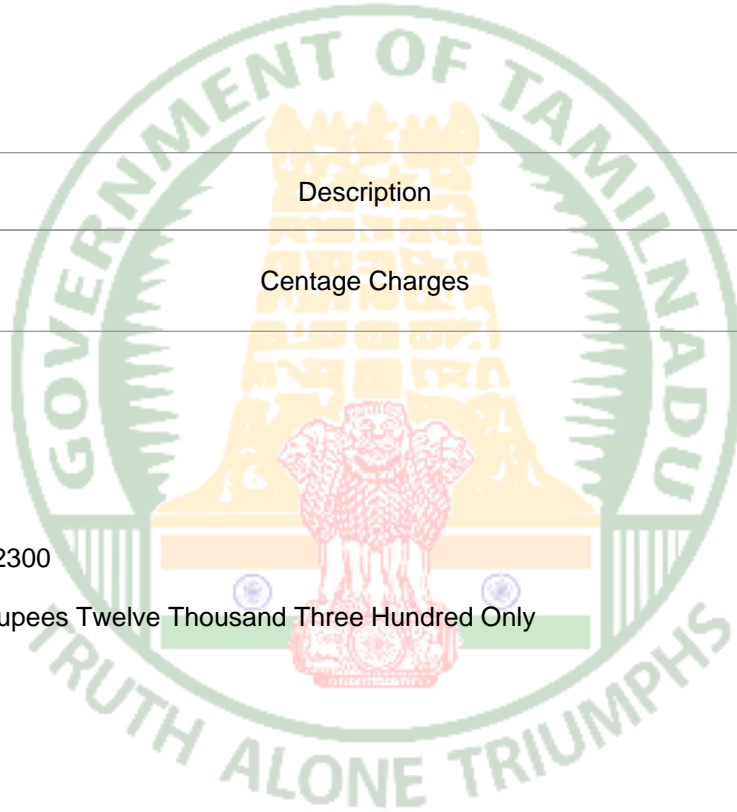 GOVERNMENT OF TAMILNADU
Description
Centage Charges
2300
upees Twelve Thousand Three Hundred Only
TRUTH ALONE TRIUMPHS